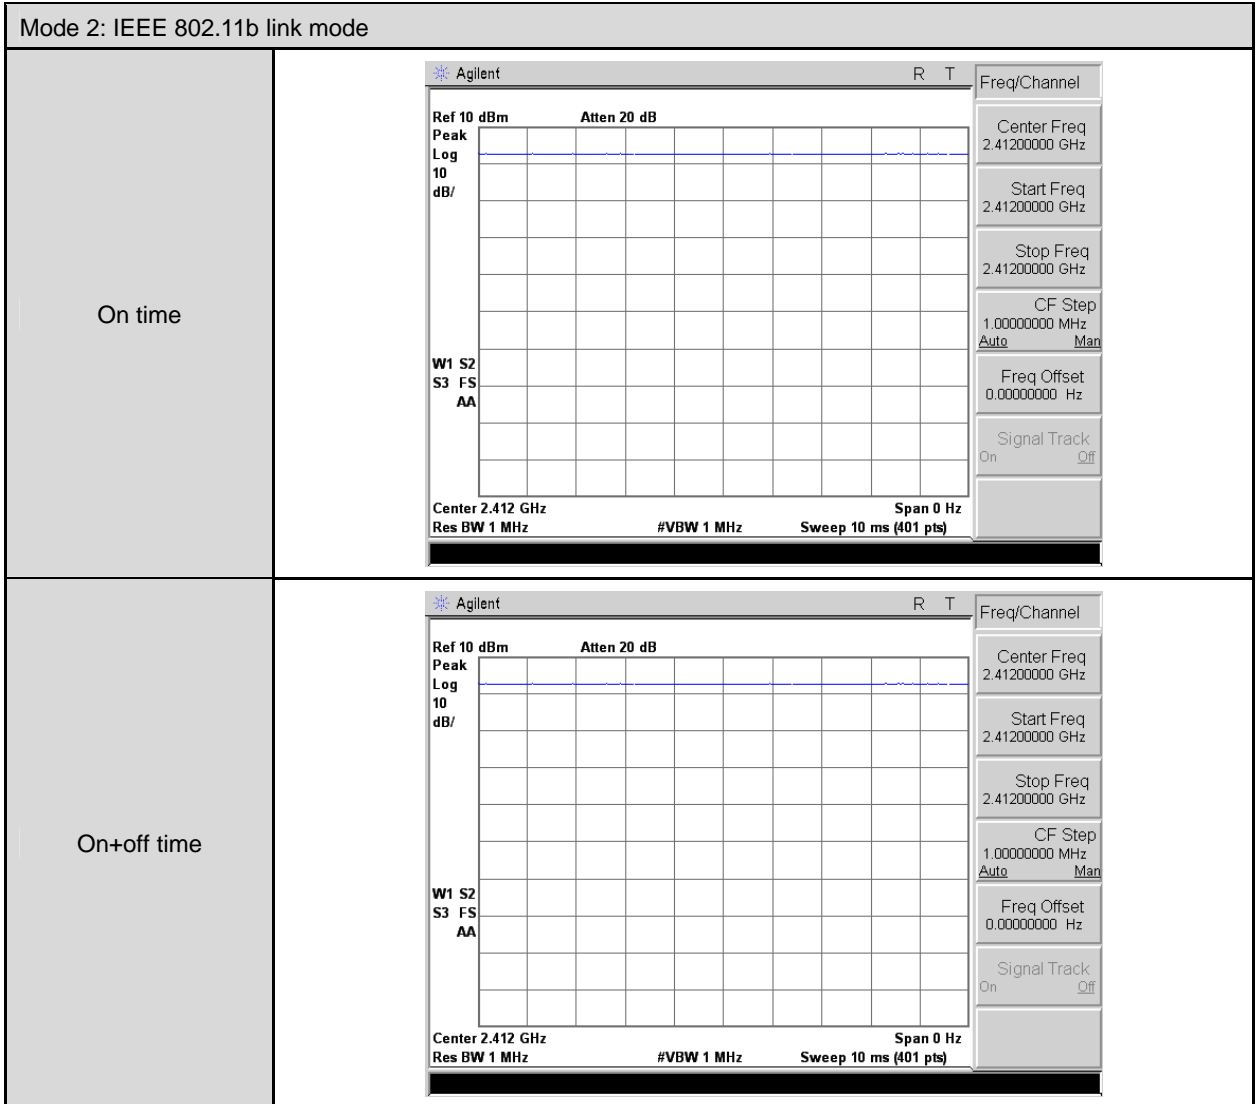 Mode 2: IEEE 802.11b link mode
On time
Agilent R T
Ref 10 dBm Atten 20 dB
Peak
Log
10
dB/
W1 S2
S3 FS
AA
Center 2.412 GHz Span 0 Hz
Res BW 1 MHz #VBW 1 MHz Sweep 10 ms (401 pts)
Freq/Channel
Center Freq
2.41200000 GHz
Start Freq
2.41200000 GHz
Stop Freq
2.41200000 GHz
CF Step
1.00000000 MHz
Auto Man
Freq Offset
0.00000000 Hz
Signal Track
On Off
On+off time
Agilent R T
Ref 10 dBm Atten 20 dB
Peak
Log
10
dB/
W1 S2
S3 FS
AA
Center 2.412 GHz Span 0 Hz
Res BW 1 MHz #VBW 1 MHz Sweep 10 ms (401 pts)
Freq/Channel
Center Freq
2.41200000 GHz
Start Freq
2.41200000 GHz
Stop Freq
2.41200000 GHz
CF Step
1.00000000 MHz
Auto Man
Freq Offset
0.00000000 Hz
Signal Track
On Off